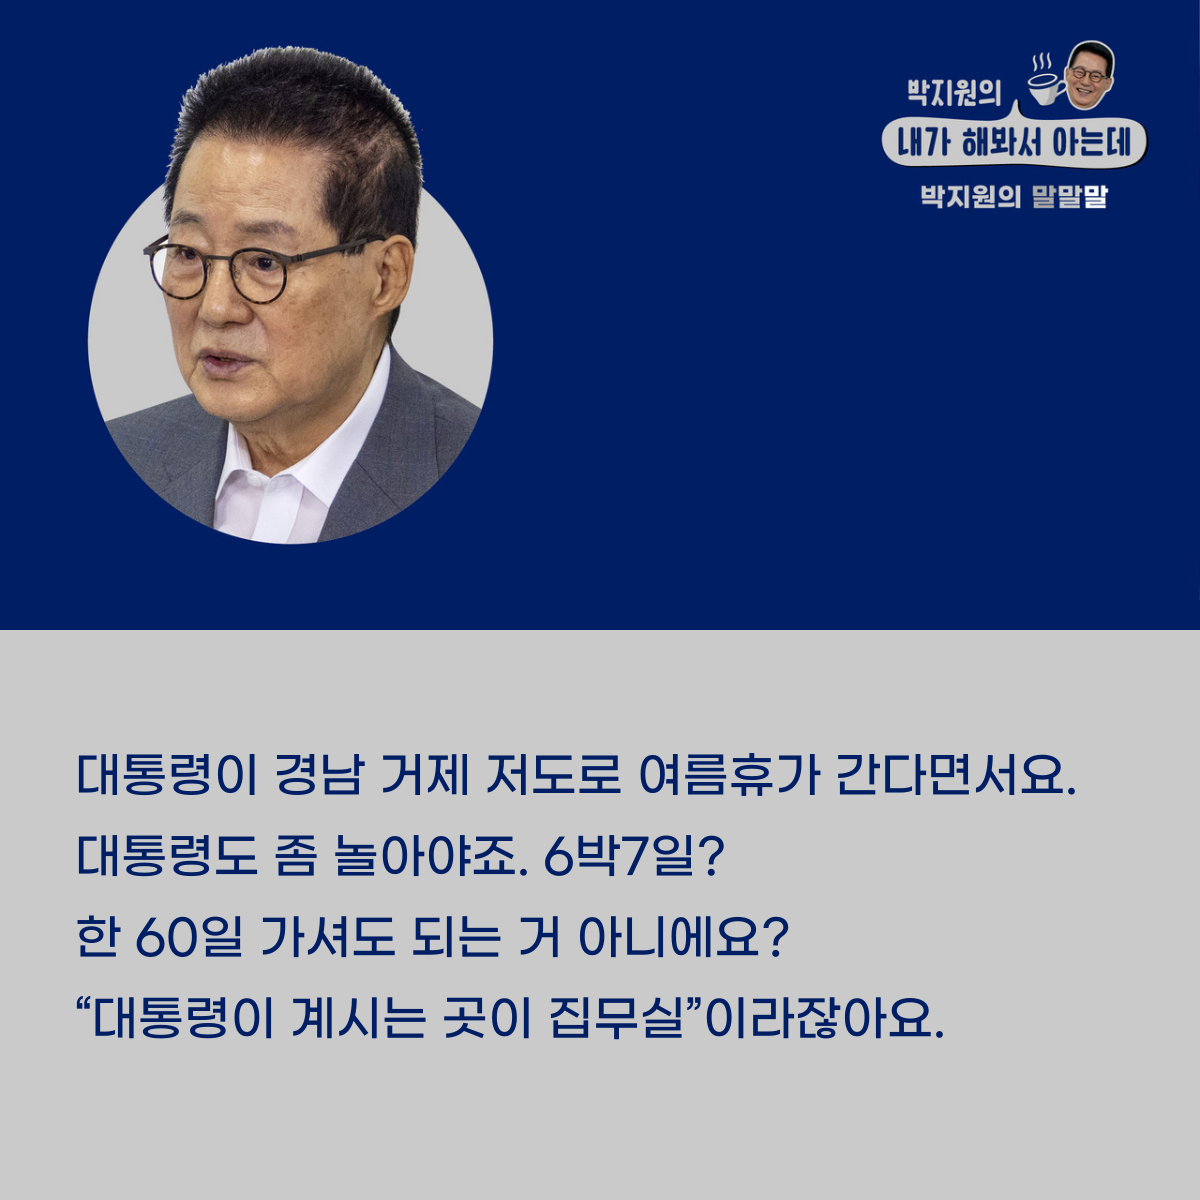 박지원의
내가 해봐서 아는데
박지원의 말말말
대통령이 경남 거제 저도로 여름휴가 간다면서요.
대통령도 좀 놀아야죠. 6박7일?
한 60일 가셔도 되는 거 아니에요?
“대통령이 계시는 곳이 집무실”이라잖아요.